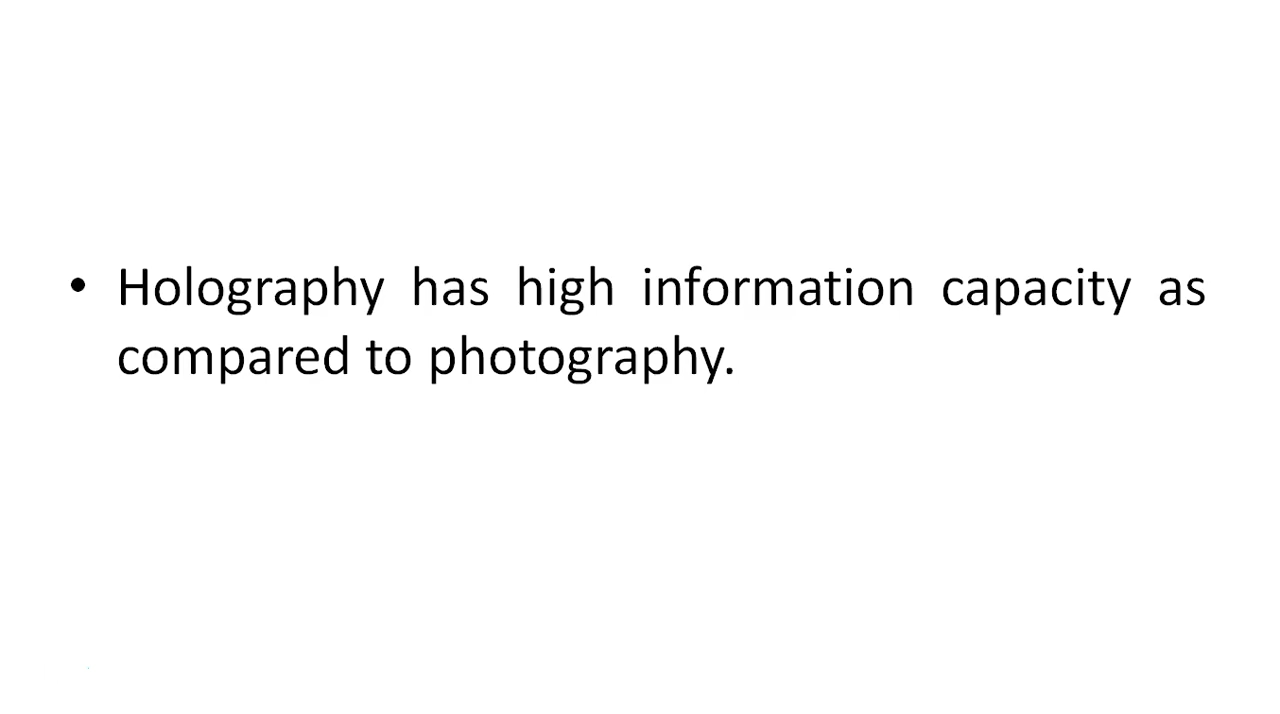 • Holography has high information capacity as
compared to photography.